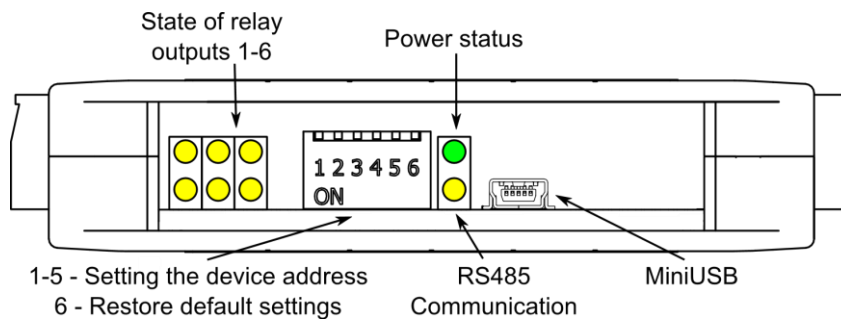 State of relay
outputs 1-6
Power status
1 2 3 4 5 6
ON
1-5 - Setting the device address
6 - Restore default settings
RS485
Communication
MiniUSB